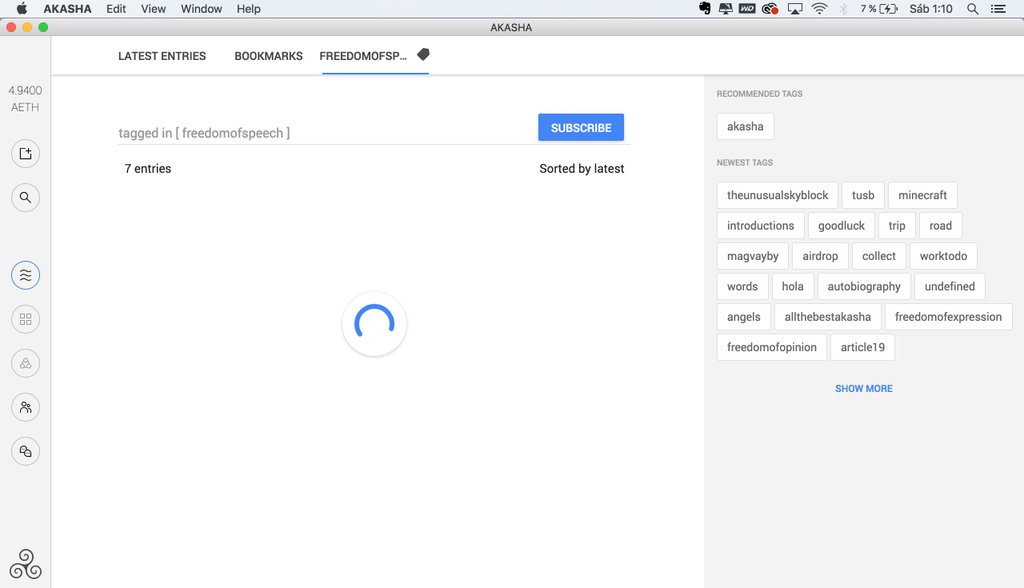 AKASHA Edit View Window Help WD 7 % Sáb 1:10
AKASHA
LATEST ENTRIES BOOKMARKS FREEDOMOFSP...
4.9400
AETH
tagged in [ freedomofspeech ] SUBSCRIBE
7 entries Sorted by latest
RECOMMENDED TAGS
akasha
NEWEST TAGS
theunusualskyblock tusb minecraft
introductions goodluck trip road
magvayby airdrop collect worktodo
words hola autobiography undefined
angels allthebestakasha freedomofexpression
freedomofopinion article19
SHOW MORE